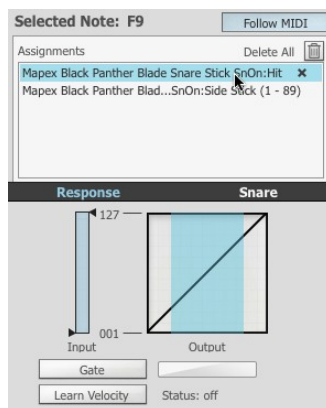 Selected Note: F9 Follow MIDI
Assignments Delete All
Mapex Black Panther Blade Snare Stick SnOn:Hit ×
Mapex Black Panther Blad...SnOn:Side Stick (1 - 89)
Response Snare
127
001
Input Output
Gate
Learn Velocity Status: off